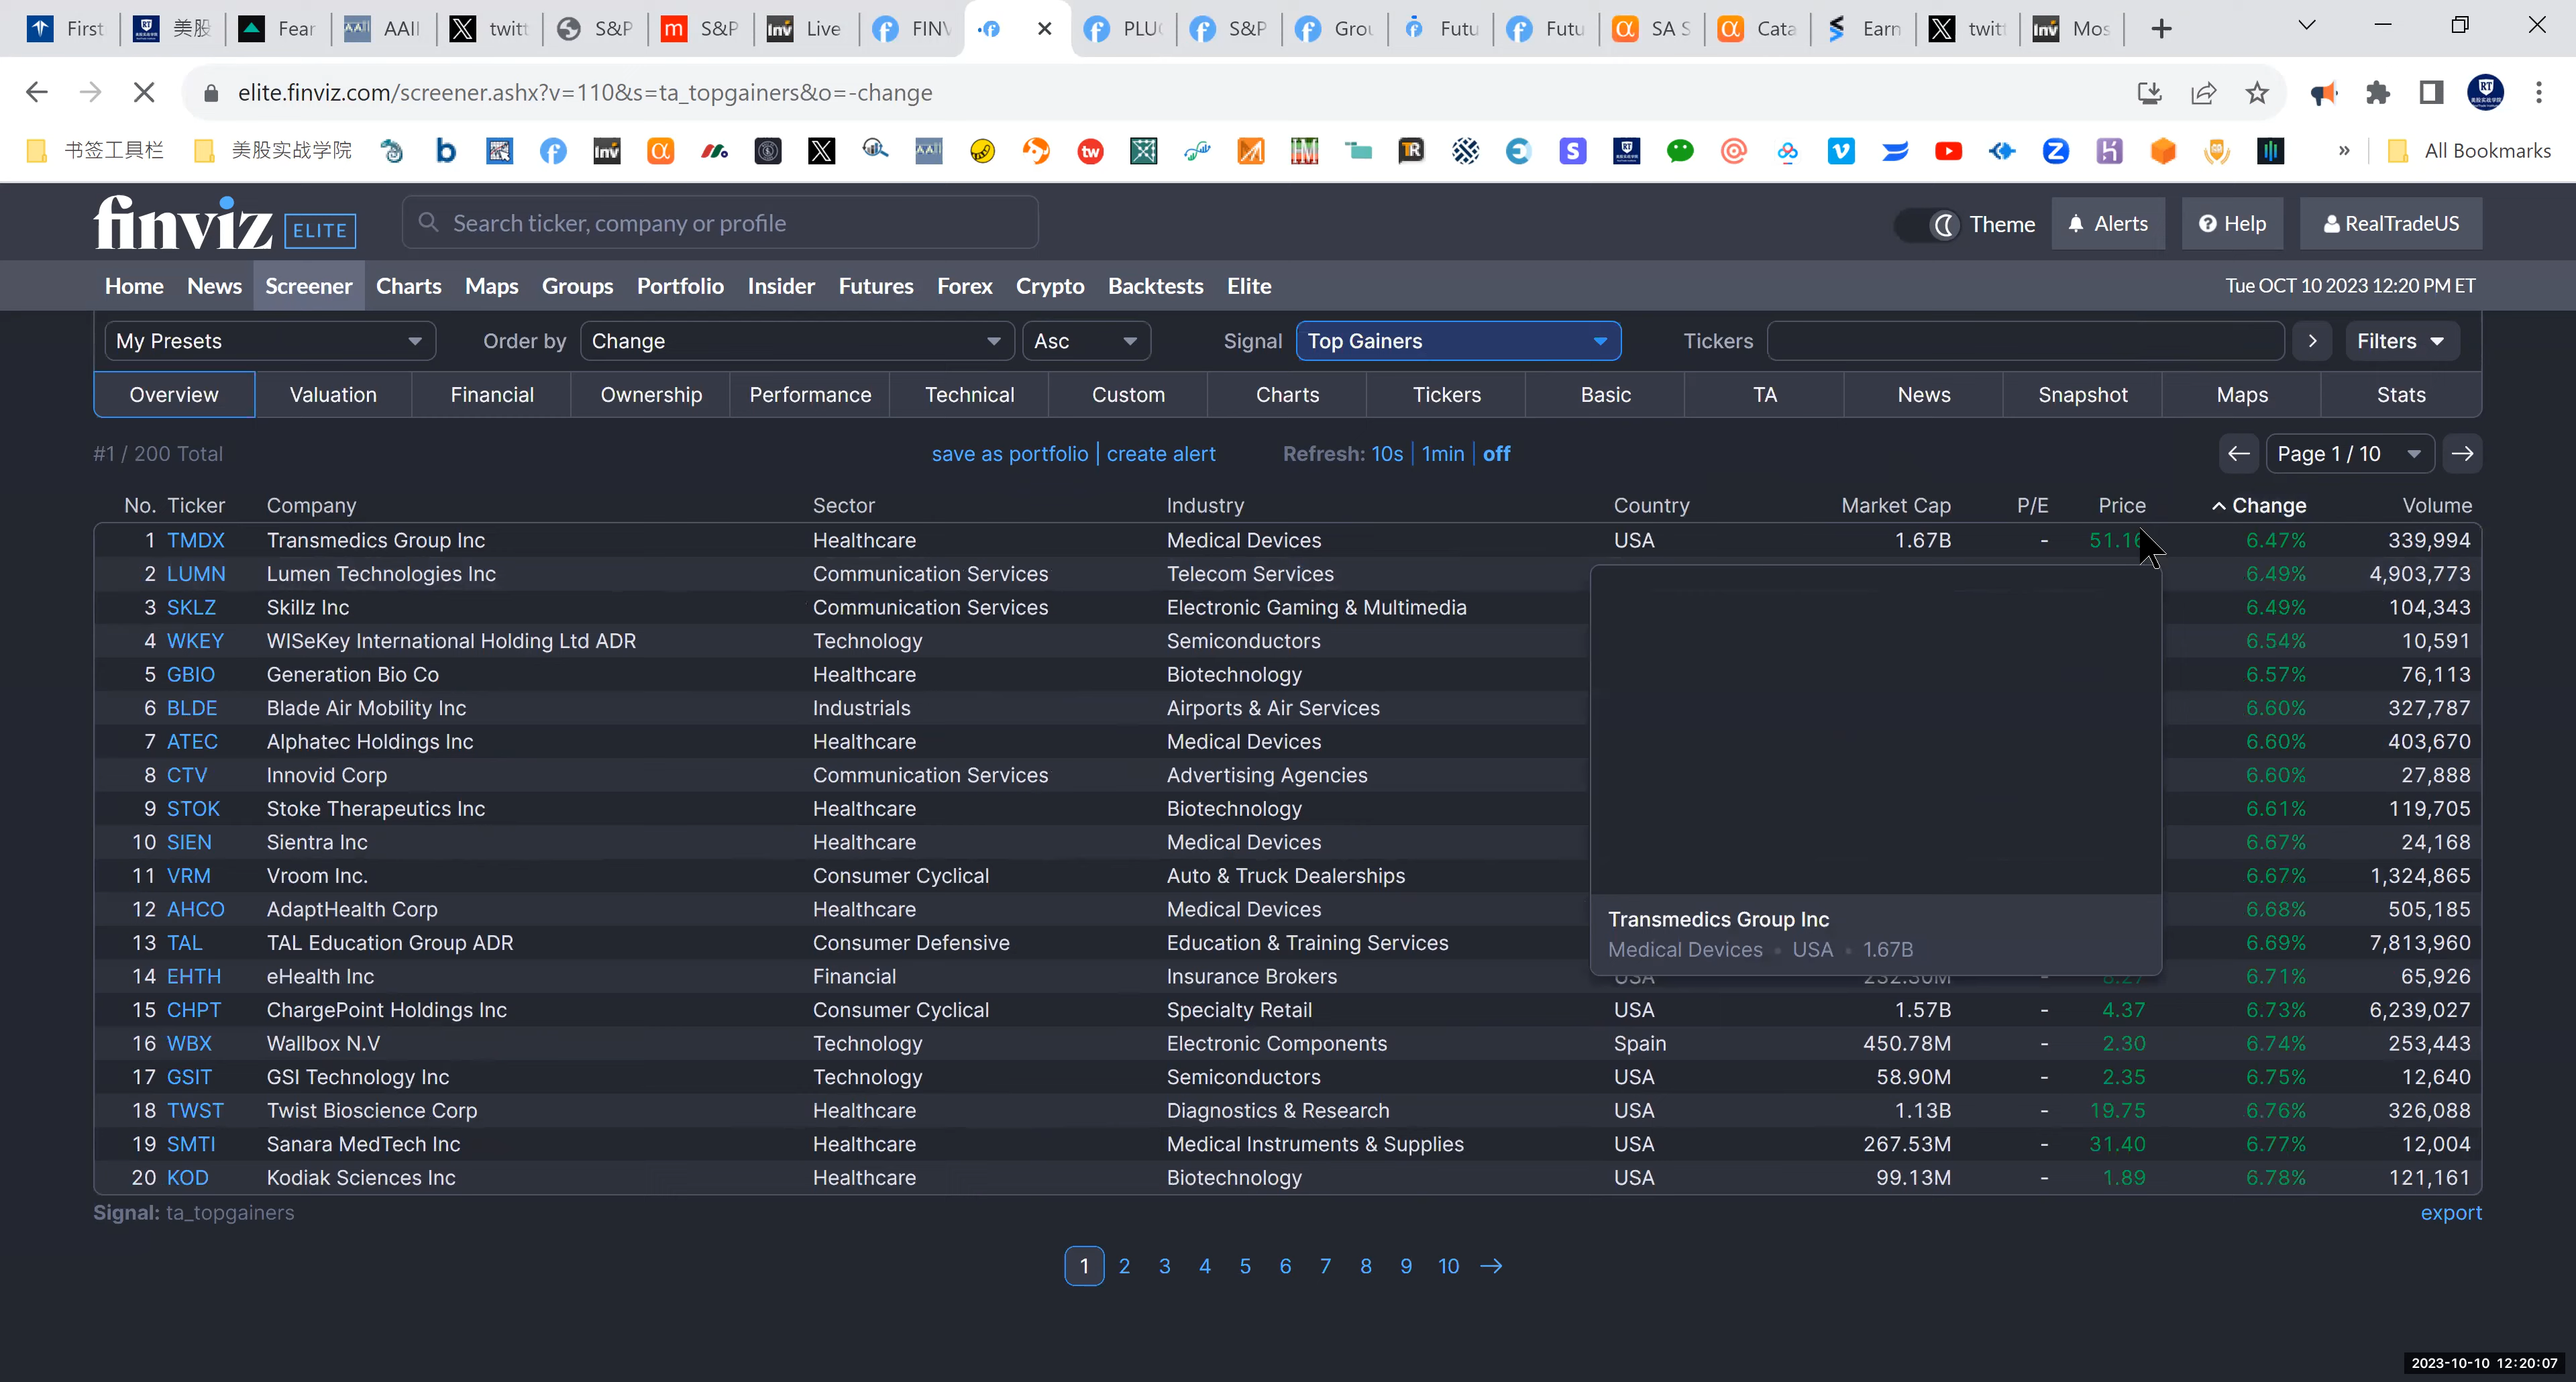 First 美股 Fear AAII twitt S&P S&P Live FINV PLUG S&P Grou Futu Futu SA S Cata Earn twitt Mos
elite.finviz.com/screener.ashx?v=110&s=ta_topgainers&o=-change
书签工具栏 美股实战学院 All Bookmarks
finviz ELITE Search ticker, company or profile Theme Alerts Help RealTradeUS
Home News Screener Charts Maps Groups Portfolio Insider Futures Forex Crypto Backtests Elite Tue OCT 10 2023 12:20 PM ET
My Presets Order by Change Asc Signal Top Gainers Tickers Filters
Overview Valuation Financial Ownership Performance Technical Custom Charts Tickers Basic TA News Snapshot Maps Stats
#1 / 200 Total save as portfolio | create alert Refresh: 10s | 1min | off Page 1 / 10
No. Ticker Company Sector Industry Country Market Cap P/E Price Change Volume
1 TMDX Transmedics Group Inc Healthcare Medical Devices USA 1.67B - 51.16 6.47% 339,994
2 LUMN Lumen Technologies Inc Communication Services Telecom Services 6.49% 4,903,773
3 SKLZ Skillz Inc Communication Services Electronic Gaming & Multimedia 6.49% 104,343
4 WKEY WISeKey International Holding Ltd ADR Technology Semiconductors 6.54% 10,591
5 GBIO Generation Bio Co Healthcare Biotechnology 6.57% 76,113
6 BLDE Blade Air Mobility Inc Industrials Airports & Air Services 6.60% 327,787
7 ATEC Alphatec Holdings Inc Healthcare Medical Devices 6.60% 403,670
8 CTV Innovid Corp Communication Services Advertising Agencies 6.60% 27,888
9 STOK Stoke Therapeutics Inc Healthcare Biotechnology 6.61% 119,705
10 SIEN Sientra Inc Healthcare Medical Devices 6.67% 24,168
11 VRM Vroom Inc. Consumer Cyclical Auto & Truck Dealerships 6.67% 1,324,865
12 AHCO AdaptHealth Corp Healthcare Medical Devices 6.68% 505,185
Transmedics Group Inc
13 TAL TAL Education Group ADR Consumer Defensive Education & Training Services 6.69% 7,813,960
Medical Devices • USA • 1.67B
14 EHTH eHealth Inc Financial Insurance Brokers USA 232.30M - 8.27 6.71% 65,926
15 CHPT ChargePoint Holdings Inc Consumer Cyclical Specialty Retail USA 1.57B - 4.37 6.73% 6,239,027
16 WBX Wallbox N.V Technology Electronic Components Spain 450.78M - 2.30 6.74% 253,443
17 GSIT GSI Technology Inc Technology Semiconductors USA 58.90M - 2.35 6.75% 12,640
18 TWST Twist Bioscience Corp Healthcare Diagnostics & Research USA 1.13B - 19.75 6.76% 326,088
19 SMTI Sanara MedTech Inc Healthcare Medical Instruments & Supplies USA 267.53M - 31.40 6.77% 12,004
20 KOD Kodiak Sciences Inc Healthcare Biotechnology USA 99.13M - 1.89 6.78% 121,161
Signal: ta_topgainers export
1 2 3 4 5 6 7 8 9 10
2023-10-10 12:20:07